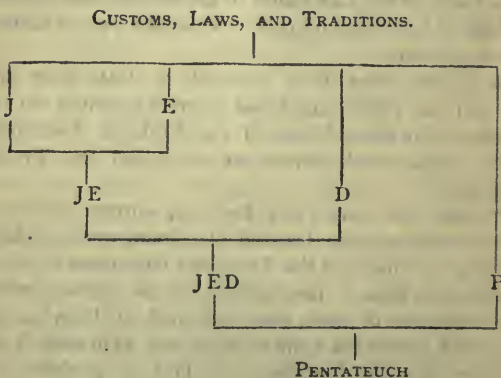 CUSTOMS, LAWS, AND TRADITIONS.
J E
JE D
JED P
PENTATEUCH